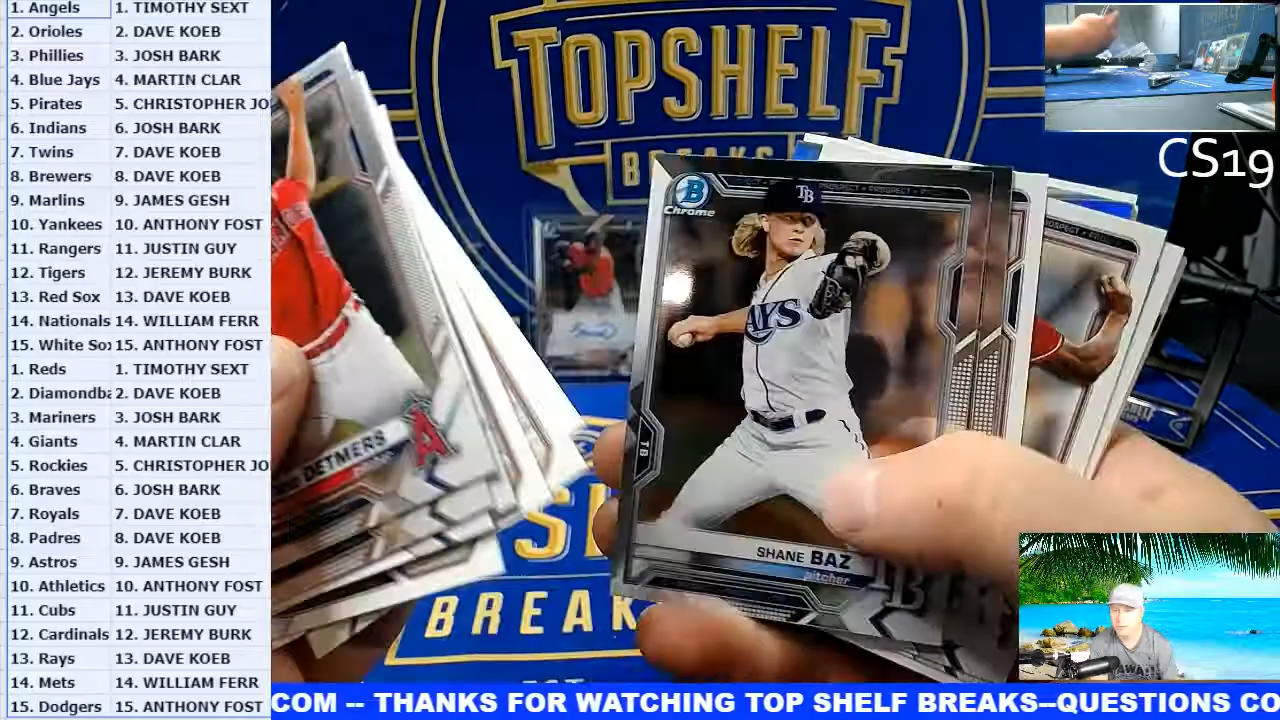 1. Angels 1. TIMOTHY SEXT
2. Orioles 2. DAVE KOEB
3. Phillies 3. JOSH BARK
4. Blue Jays 4. MARTIN CLAR
5. Pirates 5. CHRISTOPHER JO
6. Indians 6. JOSH BARK
7. Twins 7. DAVE KOEB
8. Brewers 8. DAVE KOEB
9. Marlins 9. JAMES GESH
10. Yankees 10. ANTHONY FOST
11. Rangers 11. JUSTIN GUY
12. Tigers 12. JEREMY BURK
13. Red Sox 13. DAVE KOEB
14. Nationals 14. WILLIAM FERR
15. White Sox 15. ANTHONY FOST
1. Reds 1. TIMOTHY SEXT
2. Diamondba 2. DAVE KOEB
3. Mariners 3. JOSH BARK
4. Giants 4. MARTIN CLAR
5. Rockies 5. CHRISTOPHER JO
6. Braves 6. JOSH BARK
7. Royals 7. DAVE KOEB
8. Padres 8. DAVE KOEB
9. Astros 9. JAMES GESH
10. Athletics 10. ANTHONY FOST
11. Cubs 11. JUSTIN GUY
12. Cardinals 12. JEREMY BURK
13. Rays 13. DAVE KOEB
14. Mets 14. WILLIAM FERR
15. Dodgers 15. ANTHONY FOST
TOPSHELF
BREAKS
CS19
B
Chrome
TB
PROSPECT • PROSPECT
RAYS
TB
SHANE BAZ
pitcher
DETMERS
A
BREAK
COM -- THANKS FOR WATCHING TOP SHELF BREAKS--QUESTIONS CO